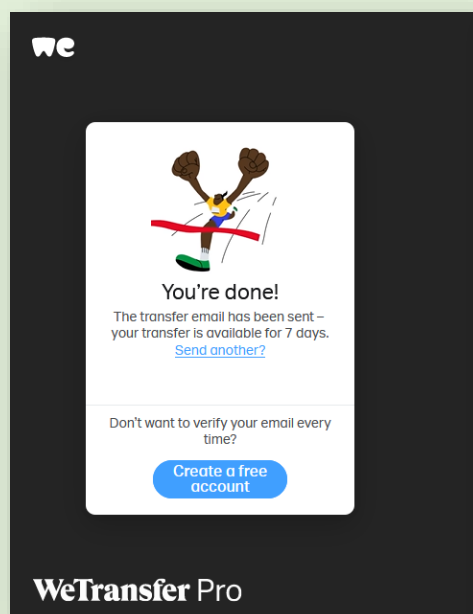 we
You're done!
The transfer email has been sent –
your transfer is available for 7 days.
Send another?
Don't want to verify your email every
time?
Create a free
account
WeTransfer Pro